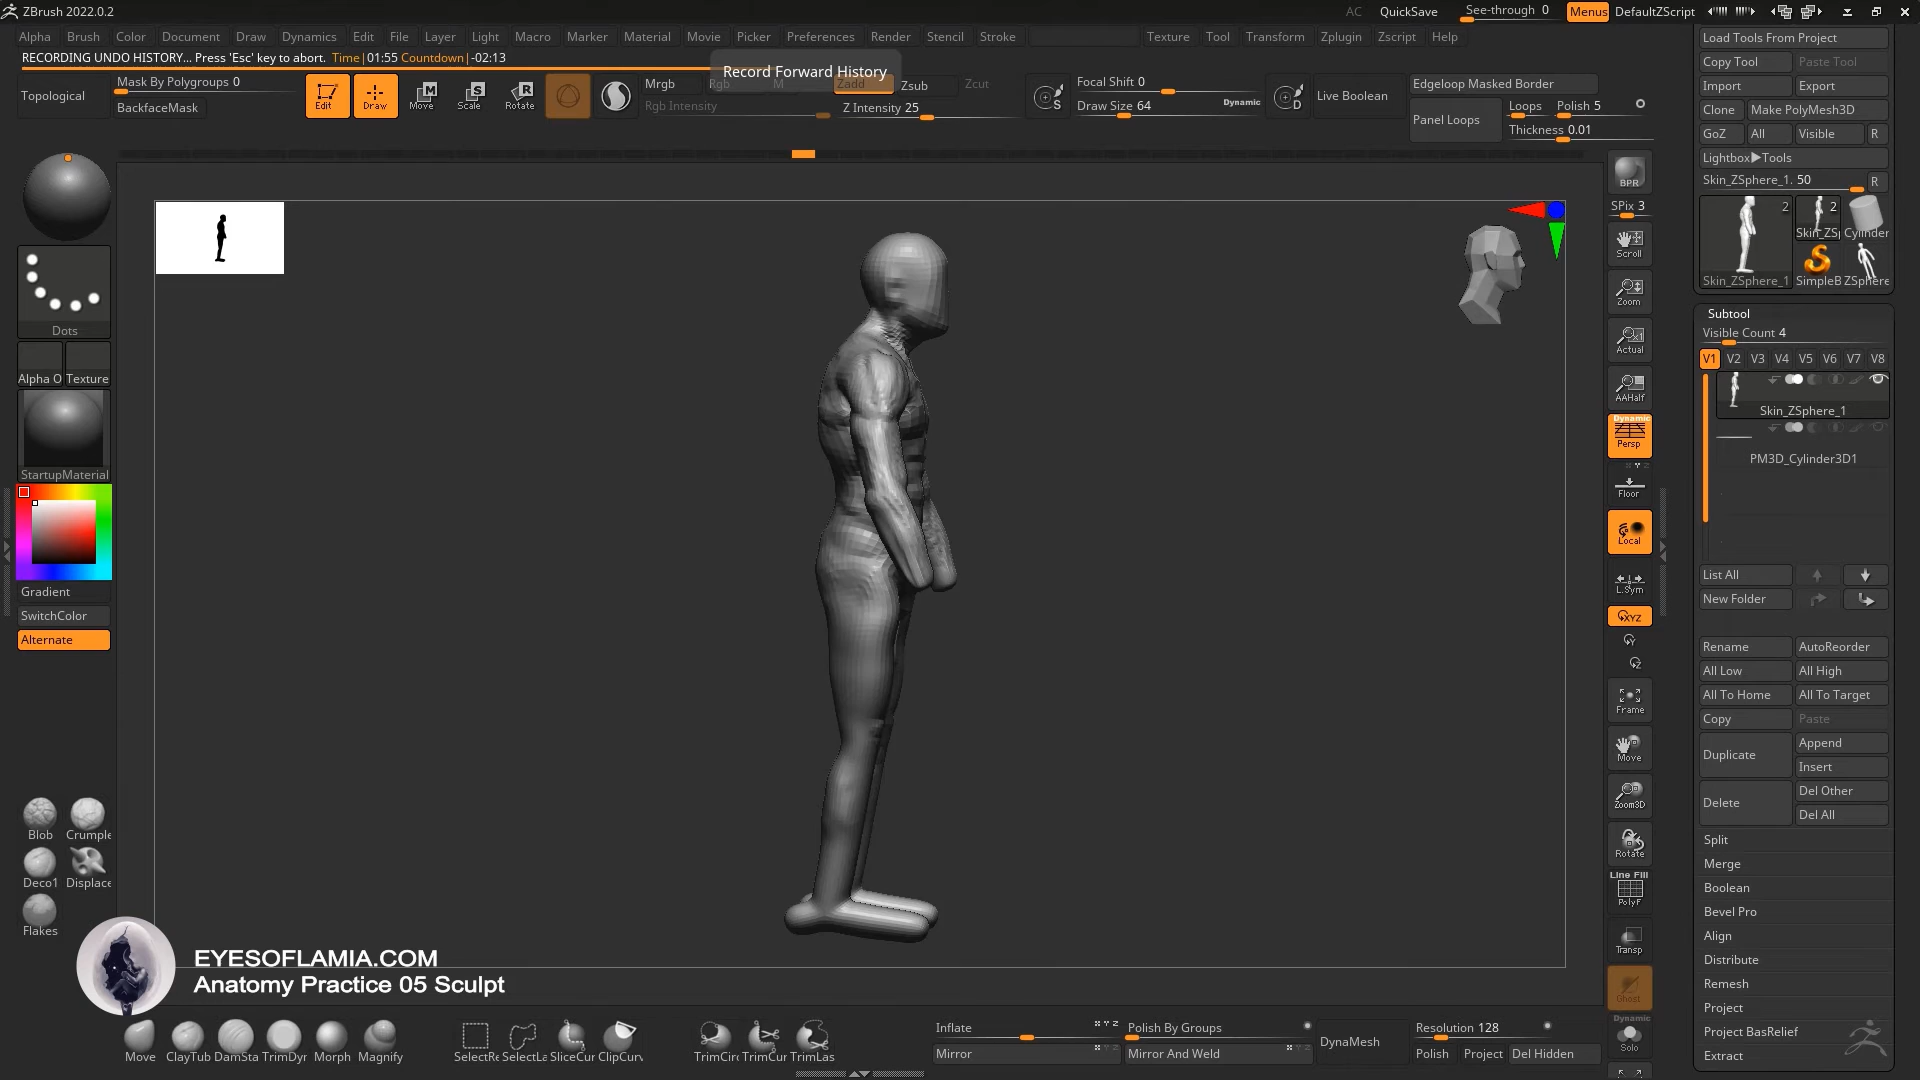 ZBrush 2022.0.2
AC QuickSave See-through 0 Menus DefaultZScript
Alpha Brush Color Document Draw Dynamics Edit File Layer Light Macro Marker Material Movie Picker Preferences Render Stencil Stroke Texture Tool Transform Zplugin Zscript Help
RECORDING UNDO HISTORY... Press 'Esc' key to abort. Time|01:55 Countdown|-02:13
Record Forward History
Topological
Mask By Polygroups 0
BackfaceMask
Edit
Draw
Move
Scale
Rotate
Mrgb Rgb M Zadd Zsub Zcut
Rgb Intensity
Z Intensity 25
S
Focal Shift 0
Draw Size 64
Dynamic
D
Live Boolean
Edgeloop Masked Border
Panel Loops
Loops Polish 5
Thickness 0.01
Dots
Alpha O Texture
StartupMaterial
Gradient
SwitchColor
Alternate
Blob Crumple
Deco1 Displace
Flakes
EYESOFLAMIA.COM
Anatomy Practice 05 Sculpt
Move ClayTub DamSta TrimDyr Morph Magnify
SelectRe SelectLa SliceCur ClipCurv
TrimCirc TrimCur TrimLas
Inflate
Mirror
Polish By Groups
Mirror And Weld
DynaMesh
Resolution 128
Polish Project Del Hidden
BPR
SPix 3
Scroll
Zoom
Actual
AAHalf
Dynamic
Persp
Floor
Local
L.Sym
XYZ
Y
Z
Frame
Move
Zoom3D
Rotate
Line Fill
PolyF
Transp
Ghost
Dynamic
Solo
Load Tools From Project
Copy Tool Paste Tool
Import Export
Clone Make PolyMesh3D
GoZ All Visible R
Lightbox▶Tools
Skin_ZSphere_1. 50 R
2 2
Skin_ZSp Cylinder
Skin_ZSphere_1 SimpleB ZSphere
Subtool
Visible Count 4
V1 V2 V3 V4 V5 V6 V7 V8
Skin_ZSphere_1
PM3D_Cylinder3D1
List All
New Folder
Rename AutoReorder
All Low All High
All To Home All To Target
Copy Paste
Duplicate Append
Insert
Delete Del Other
Del All
Split
Merge
Boolean
Bevel Pro
Align
Distribute
Remesh
Project
Project BasRelief
Extract